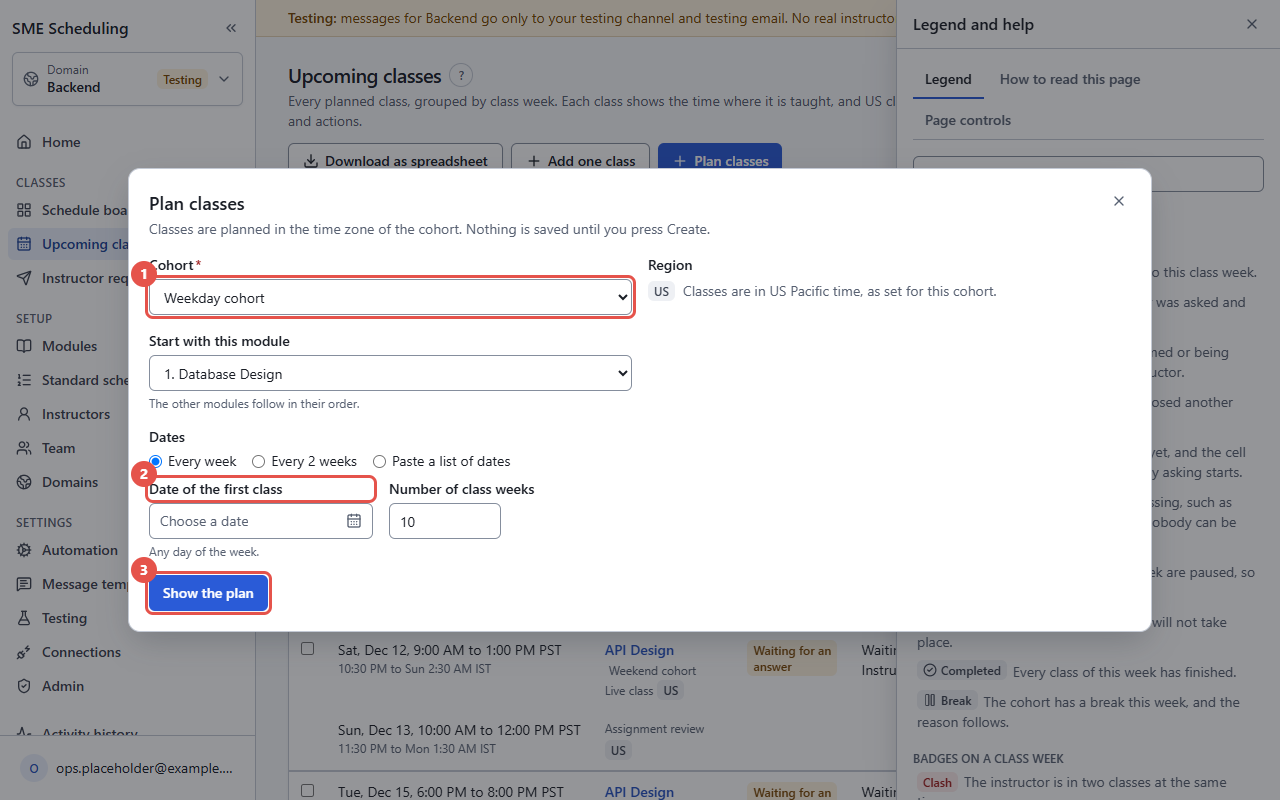 SME Scheduling
Domain
Backend
Testing
Home
CLASSES
Schedule boa
Upcoming cla
Instructor req
SETUP
Modules
Standard sche
Instructors
Team
Domains
SETTINGS
Automation
Message temp
Testing
Connections
Admin
Activity history
O
ops.placeholder@example....
Testing: messages for Backend go only to your testing channel and testing email. No real instructo
Upcoming classes ?
Every planned class, grouped by class week. Each class shows the time where it is taught, and US cl
and actions.
Download as spreadsheet
Add one class
Plan classes
Plan classes
Classes are planned in the time zone of the cohort. Nothing is saved until you press Create.
1
Cohort*
Weekday cohort
Region
US Classes are in US Pacific time, as set for this cohort.
Start with this module
1. Database Design
The other modules follow in their order.
Dates
Every week
Every 2 weeks
Paste a list of dates
2
Date of the first class
Choose a date
Any day of the week.
Number of class weeks
10
3
Show the plan
Sat, Dec 12, 9:00 AM to 1:00 PM PST
10:30 PM to Sun 2:30 AM IST
API Design
Weekend cohort
Live class US
Waiting for an
answer
Waitin
Instru
Sun, Dec 13, 10:00 AM to 12:00 PM PST
11:30 PM to Mon 1:30 AM IST
Assignment review
US
Tue, Dec 15, 6:00 PM to 8:00 PM PST
API Design
Waiting for an
Waitin
Legend and help
Legend
How to read this page
Page controls
o this class week.
was asked and
ned or being
uctor.
osed another
yet, and the cell
y asking starts.
ssing, such as
obody can be
ek are paused, so
will not take
place.
Completed Every class of this week has finished.
Break The cohort has a break this week, and the
reason follows.
BADGES ON A CLASS WEEK
Clash The instructor is in two classes at the same